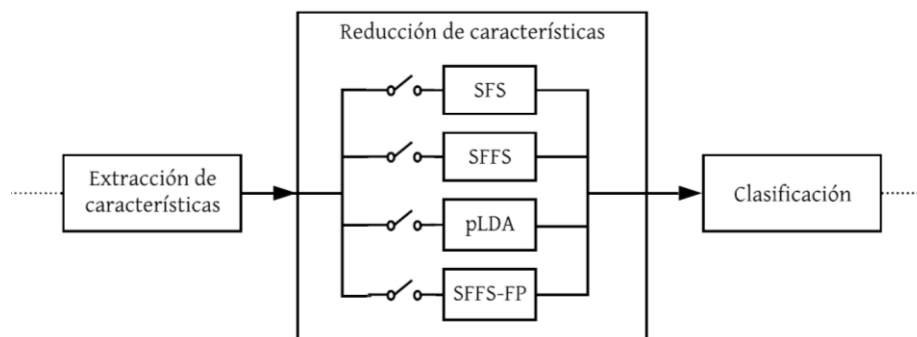 Reducción de características
SFS
SFFS
Extracción de
características
pLDA
Clasificación
SFFS-FP